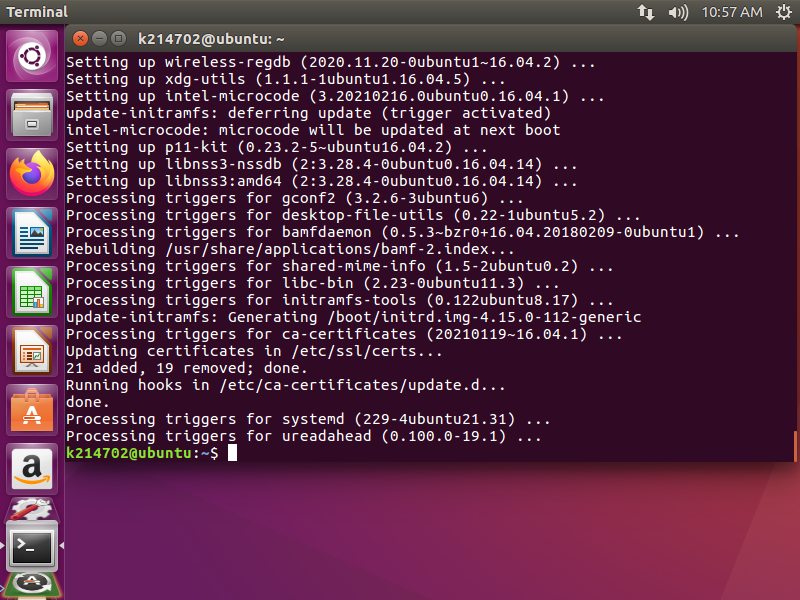 Terminal
10:57 AM
k214702@ubuntu: ~
Setting up wireless-regdb (2020.11.20-0ubuntu1~16.04.2) ...
Setting up xdg-utils (1.1.1-1ubuntu1.16.04.5) ...
Setting up intel-microcode (3.20210216.0ubuntu0.16.04.1) ...
update-initramfs: deferring update (trigger activated)
intel-microcode: microcode will be updated at next boot
Setting up p11-kit (0.23.2-5~ubuntu16.04.2) ...
Setting up libnss3-nssdb (2:3.28.4-0ubuntu0.16.04.14) ...
Setting up libnss3:amd64 (2:3.28.4-0ubuntu0.16.04.14) ...
Processing triggers for gconf2 (3.2.6-3ubuntu6) ...
Processing triggers for desktop-file-utils (0.22-1ubuntu5.2) ...
Processing triggers for bamfdaemon (0.5.3~bzr0+16.04.20180209-0ubuntu1) ...
Rebuilding /usr/share/applications/bamf-2.index...
Processing triggers for shared-mime-info (1.5-2ubuntu0.2) ...
Processing triggers for libc-bin (2.23-0ubuntu11.3) ...
Processing triggers for initramfs-tools (0.122ubuntu8.17) ...
update-initramfs: Generating /boot/initrd.img-4.15.0-112-generic
Processing triggers for ca-certificates (20210119~16.04.1) ...
Updating certificates in /etc/ssl/certs...
21 added, 19 removed; done.
Running hooks in /etc/ca-certificates/update.d...
done.
Processing triggers for systemd (229-4ubuntu21.31) ...
Processing triggers for ureadahead (0.100.0-19.1) ...
k214702@ubuntu:~$